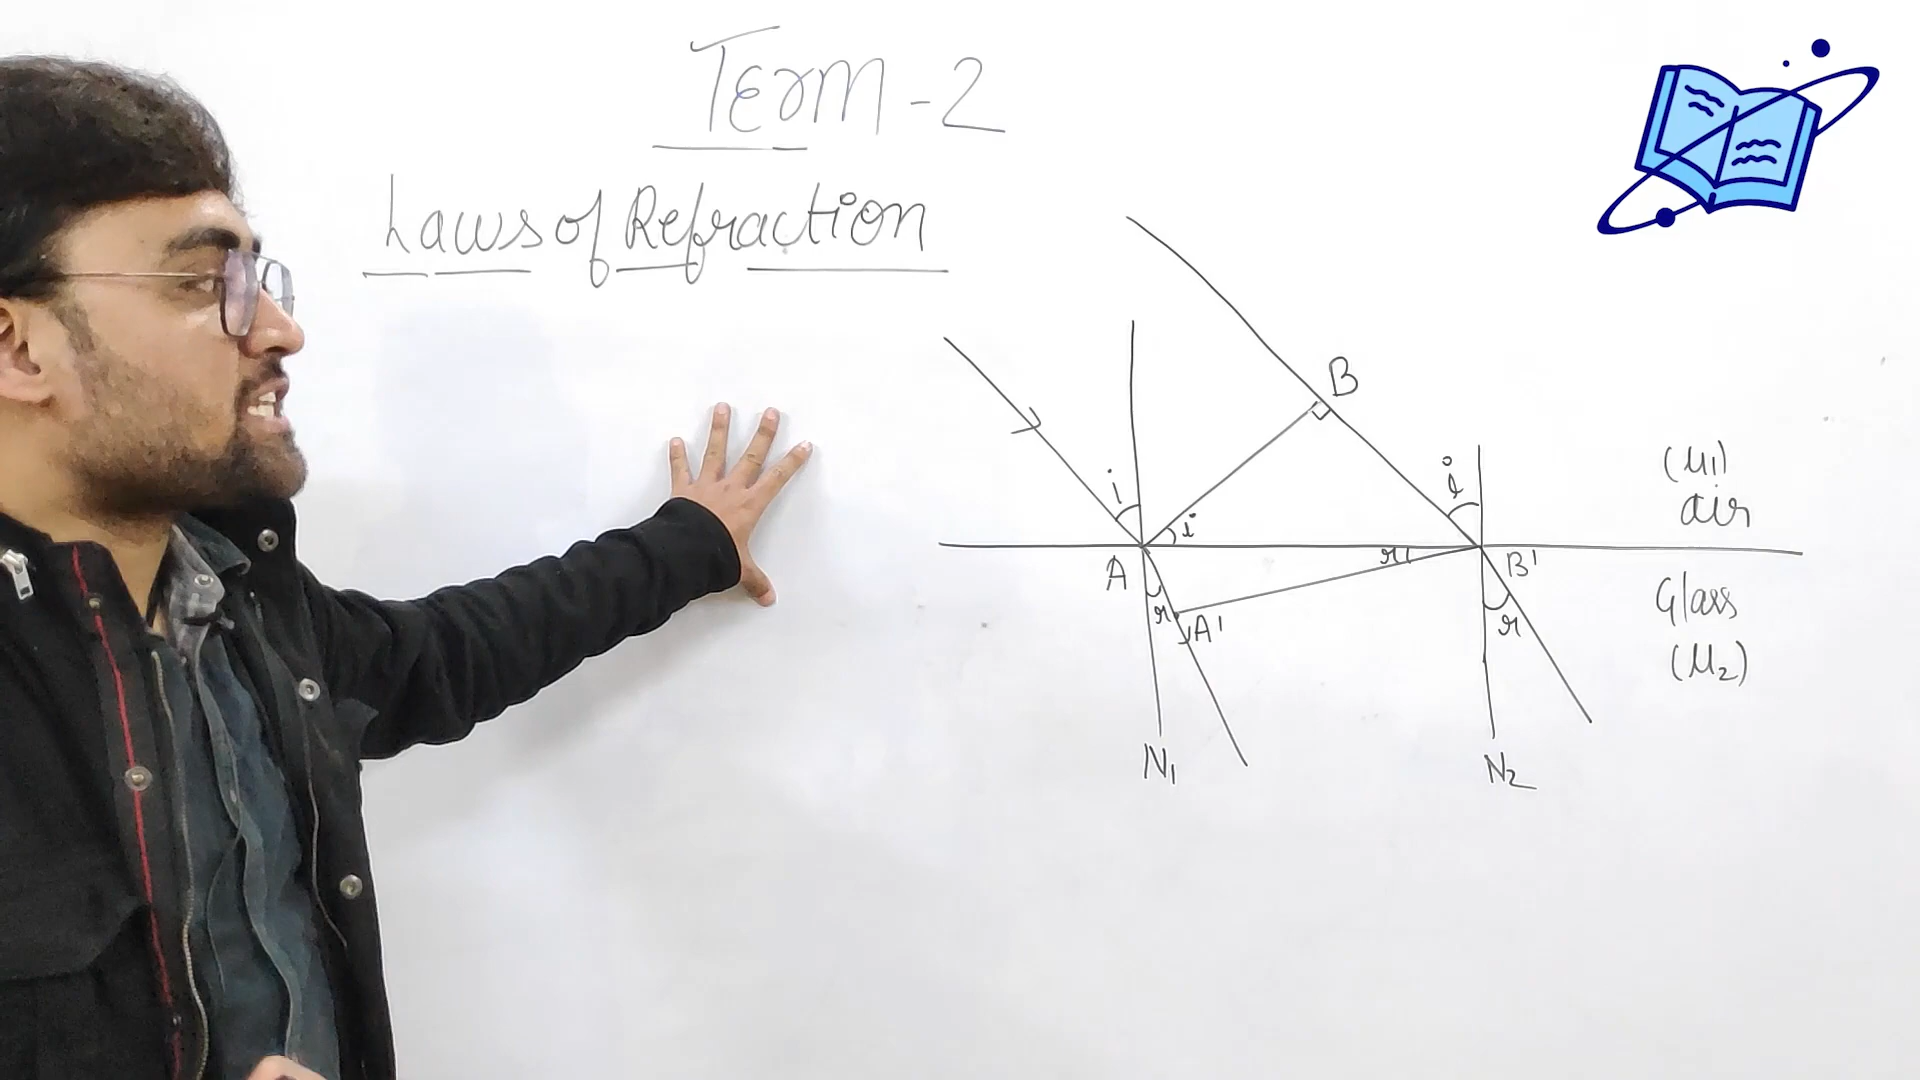 Term - 2
Laws of Refraction
B
i
i
i
(μ1)
air
A
r
A'
r
B'
r
Glass
(μ2)
N1
N2